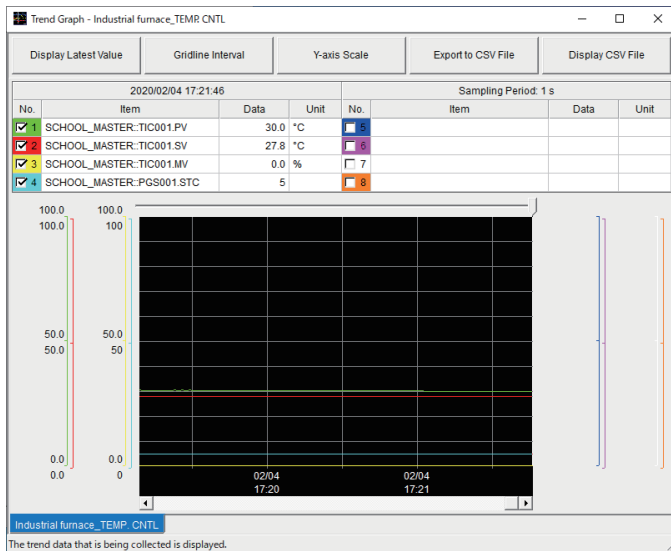 Trend Graph - Industrial furnace_TEMP. CNTL
Display Latest Value Gridline Interval Y-axis Scale Export to CSV File Display CSV File
2020/02/04 17:21:46 Sampling Period: 1 s
No. Item Data Unit No. Item Data Unit
1 SCHOOL_MASTER::TIC001.PV 30.0 °C 5
2 SCHOOL_MASTER::TIC001.SV 27.8 °C 6
3 SCHOOL_MASTER::TIC001.MV 0.0 % 7
4 SCHOOL_MASTER::PGS001.STC 5 8
100.0 100.0
100.0 100
50.0 50.0
50.0 50
0.0 0.0
0.0 0
02/04 02/04
17:20 17:21
Industrial furnace_TEMP. CNTL
The trend data that is being collected is displayed.